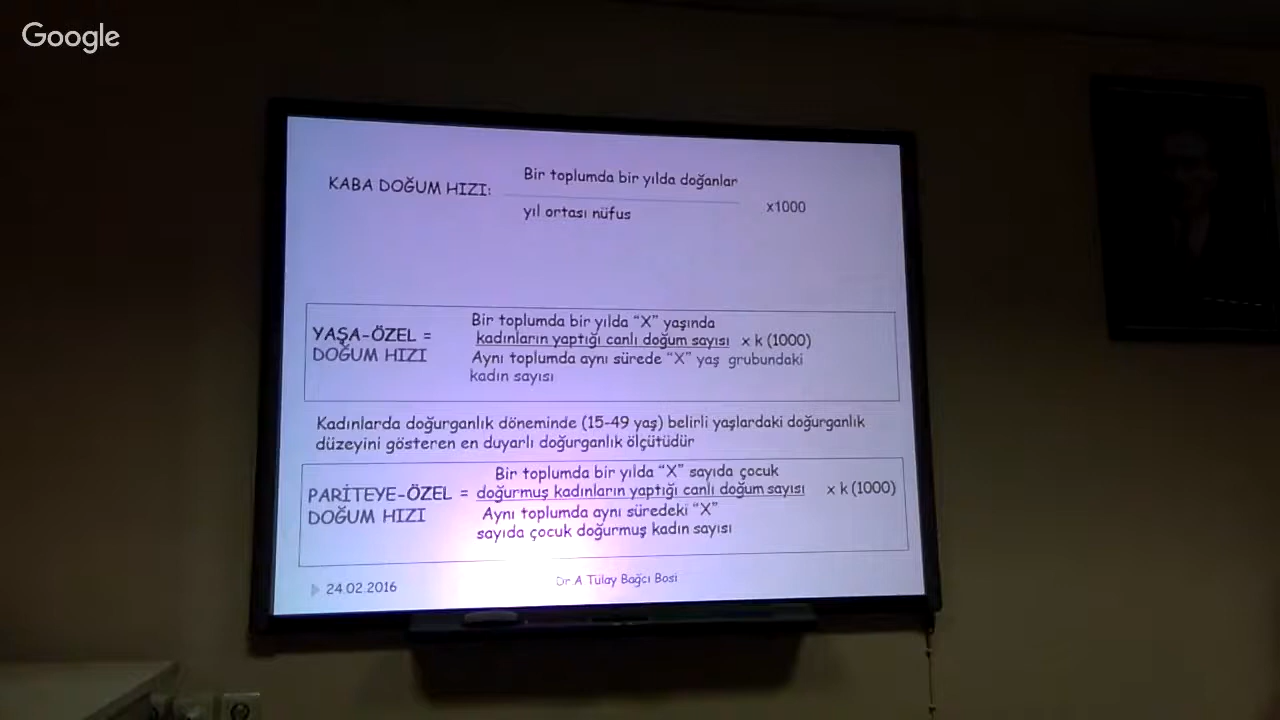 Google
Bir toplumda bir yılda doğanlar
KABA DOĞUM HIZI:
x1000
yıl ortası nüfus
Bir toplumda bir yılda “X” yaşında
YAŞA-ÖZEL = kadınların yaptığı canlı doğum sayısı x k (1000)
DOĞUM HIZI Aynı toplumda aynı sürede “X” yaş grubundaki
kadın sayısı
Kadınlarda doğurganlık döneminde (15-49 yaş) belirli yaşlardaki doğurganlık
düzeyini gösteren en duyarlı doğurganlık ölçütüdür
Bir toplumda bir yılda “X” sayıda çocuk
PARİTEYE-ÖZEL = doğurmuş kadınların yaptığı canlı doğum sayısı x k (1000)
DOĞUM HIZI Aynı toplumda aynı süredeki “X”
sayıda çocuk doğurmuş kadın sayısı
24.02.2016
Dr A Tülay Bağcı Bosi